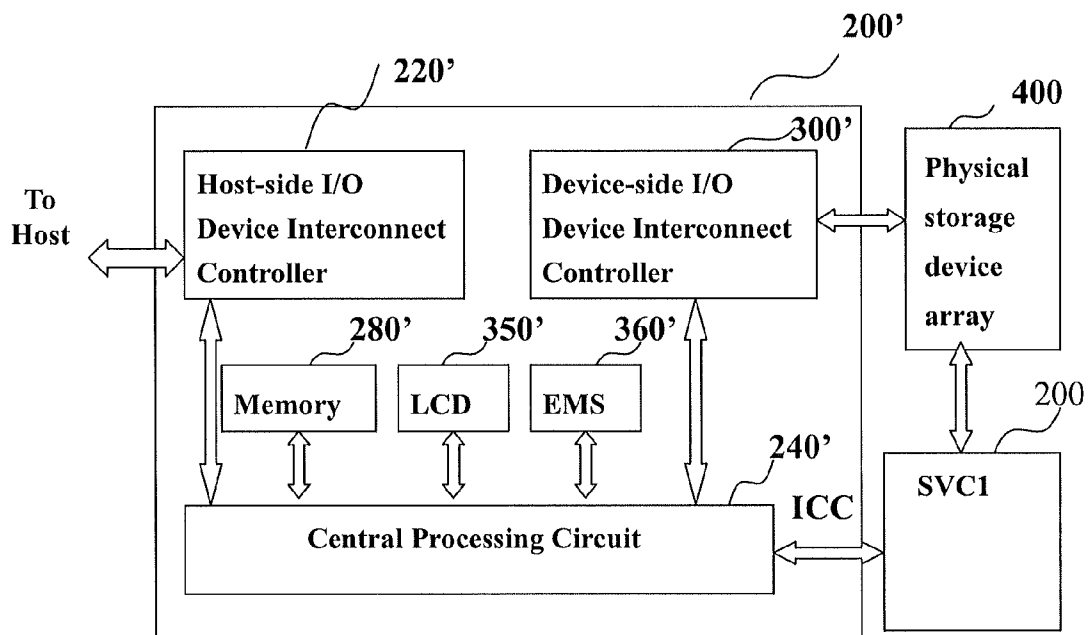 200’
220’
400
300’
Host-side I/O
Device Interconnect
Controller
Device-side I/O
Device Interconnect
Controller
Physical
storage
device
array
To
Host
280’
350’
360’
Memory
LCD
EMS
200
240’
SVC1
ICC
Central Processing Circuit